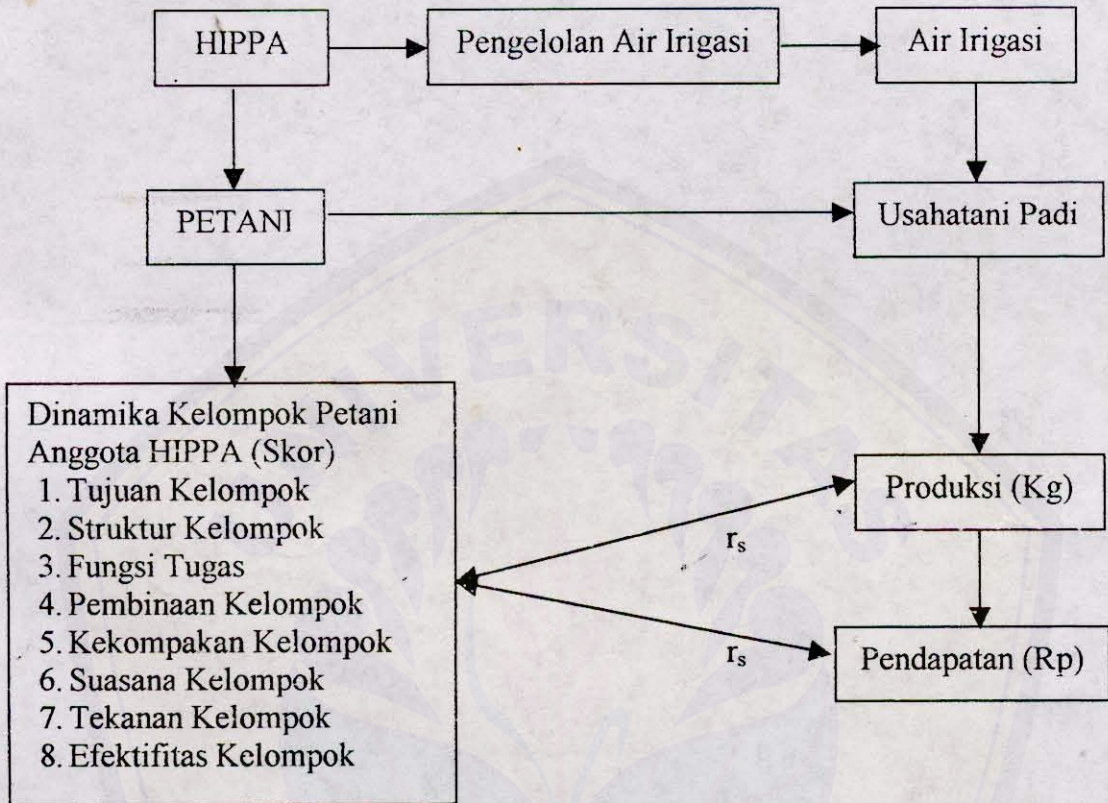 HIPPA
Pengelolan Air Irigasi
Air Irigasi
PETANI
Usahatani Padi
Dinamika Kelompok Petani
Anggota HIPPA (Skor)
1. Tujuan Kelompok
2. Struktur Kelompok
3. Fungsi Tugas
4. Pembinaan Kelompok
5. Kekompakan Kelompok
6. Suasana Kelompok
7. Tekanan Kelompok
8. Efektifitas Kelompok
Produksi (Kg)
rs
rs
Pendapatan (Rp)
UNIVERSITAS